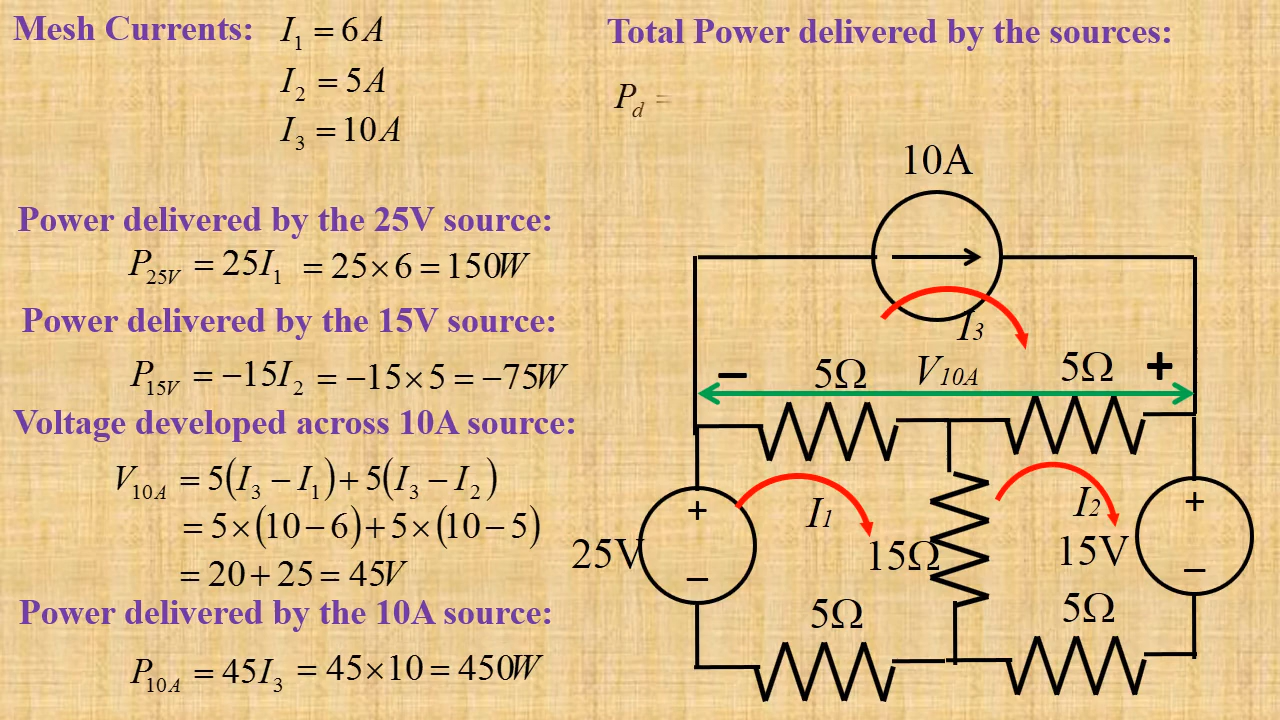 Mesh Currents:
I₁ = 6A
I₂ = 5A
I₃ = 10A
Power delivered by the 25V source:
P₂₅V = 25I₁ = 25×6 = 150W
Power delivered by the 15V source:
P₁₅V = −15I₂ = −15×5 = −75W
Voltage developed across 10A source:
V₁₀A = 5(I₃ − I₁)+5(I₃ − I₂)
= 5×(10−6)+5×(10−5)
= 20+25 = 45V
Power delivered by the 10A source:
P₁₀A = 45I₃ = 45×10 = 450W
Total Power delivered by the sources:
P_d =
10A
I₃
− 5Ω V₁₀A 5Ω +
+ I₁ I₂ +
25V 15Ω 15V
− −
5Ω 5Ω